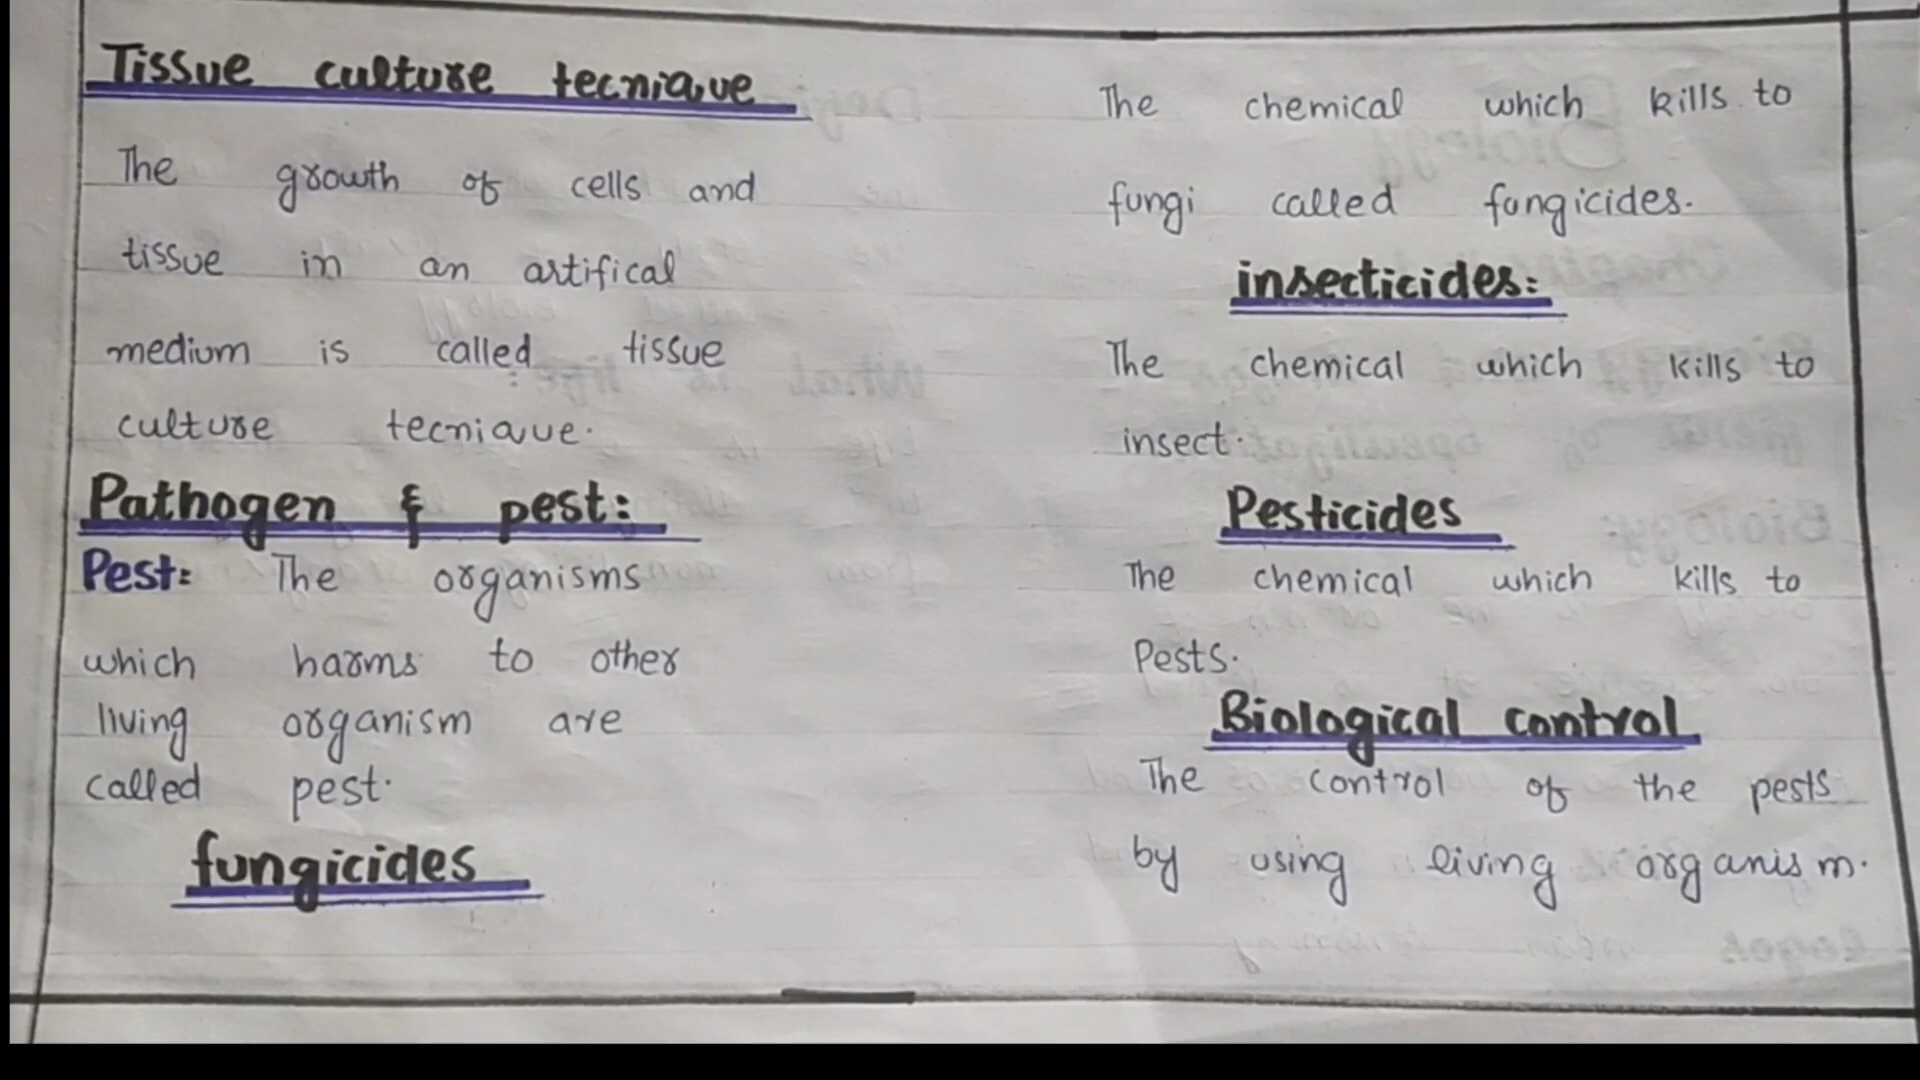 Tissue culture tecnique
The growth of cells and
tissue in an artifical
medium is called tissue
culture tecnique.
Pathogen & pest:
Pest: The organisms
which harms to other
living organism are
called pest.
fungicides
The chemical which kills to
fungi called fungicides.
insecticides:
The chemical which kills to
insect.
Pesticides
The chemical which kills to
Pests.
Biological control
The control of the pests
by using living organism.